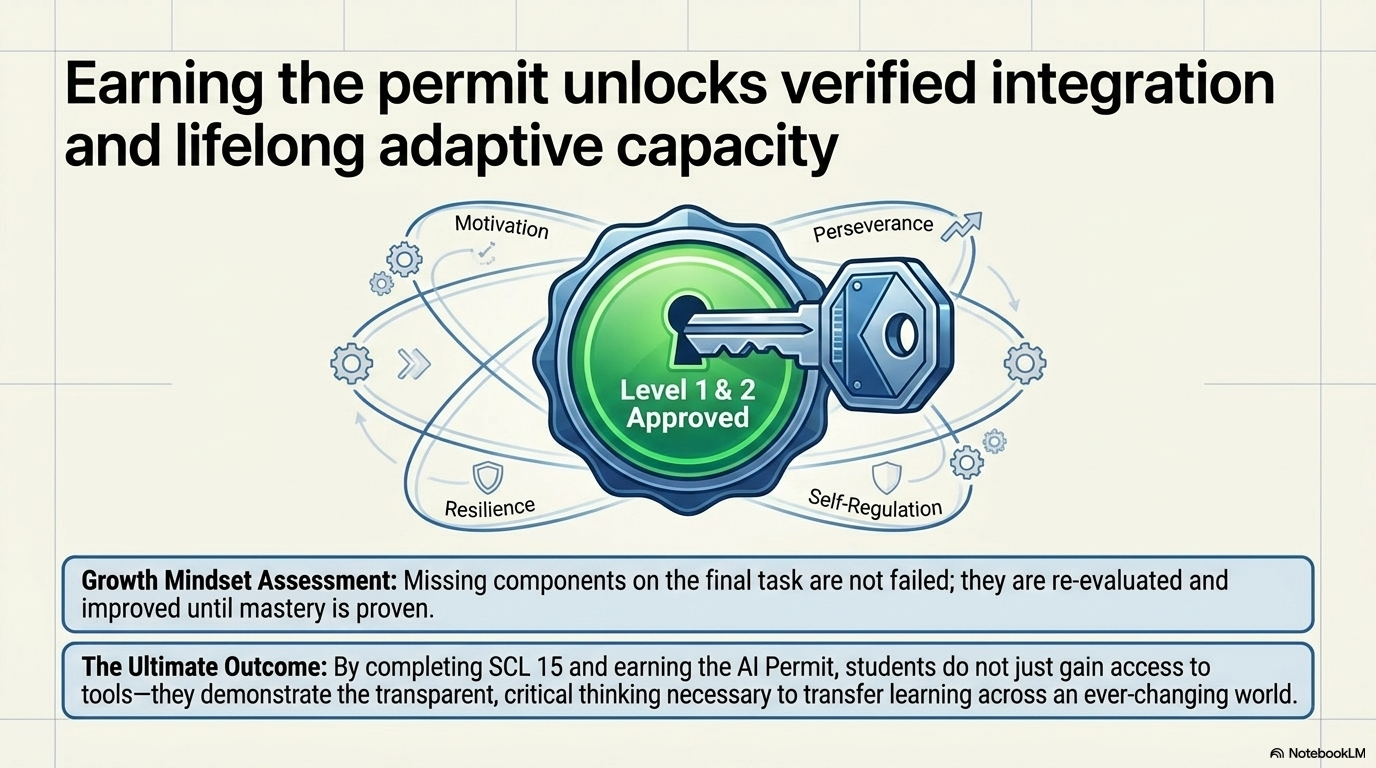 Earning the permit unlocks verified integration
and lifelong adaptive capacity
Motivation
Perseverance
Level 1 & 2
Approved
Resilience
Self-Regulation
Growth Mindset Assessment: Missing components on the final task are not failed; they are re-evaluated and
improved until mastery is proven.
The Ultimate Outcome: By completing SCL 15 and earning the AI Permit, students do not just gain access to
tools—they demonstrate the transparent, critical thinking necessary to transfer learning across an ever-changing world.
NotebookLM